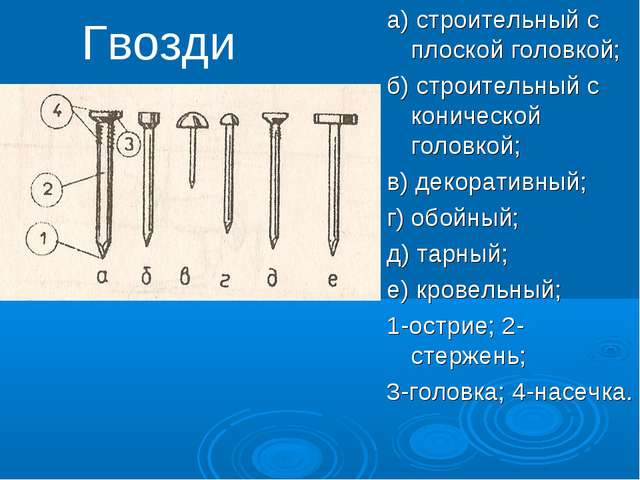 Гвозди
4
3
2
1
а б в г д е
а) строительный с
плоской головкой;
б) строительный с
конической
головкой;
в) декоративный;
г) обойный;
д) тарный;
е) кровельный;
1-острие; 2-
стержень;
3-головка; 4-насечка.